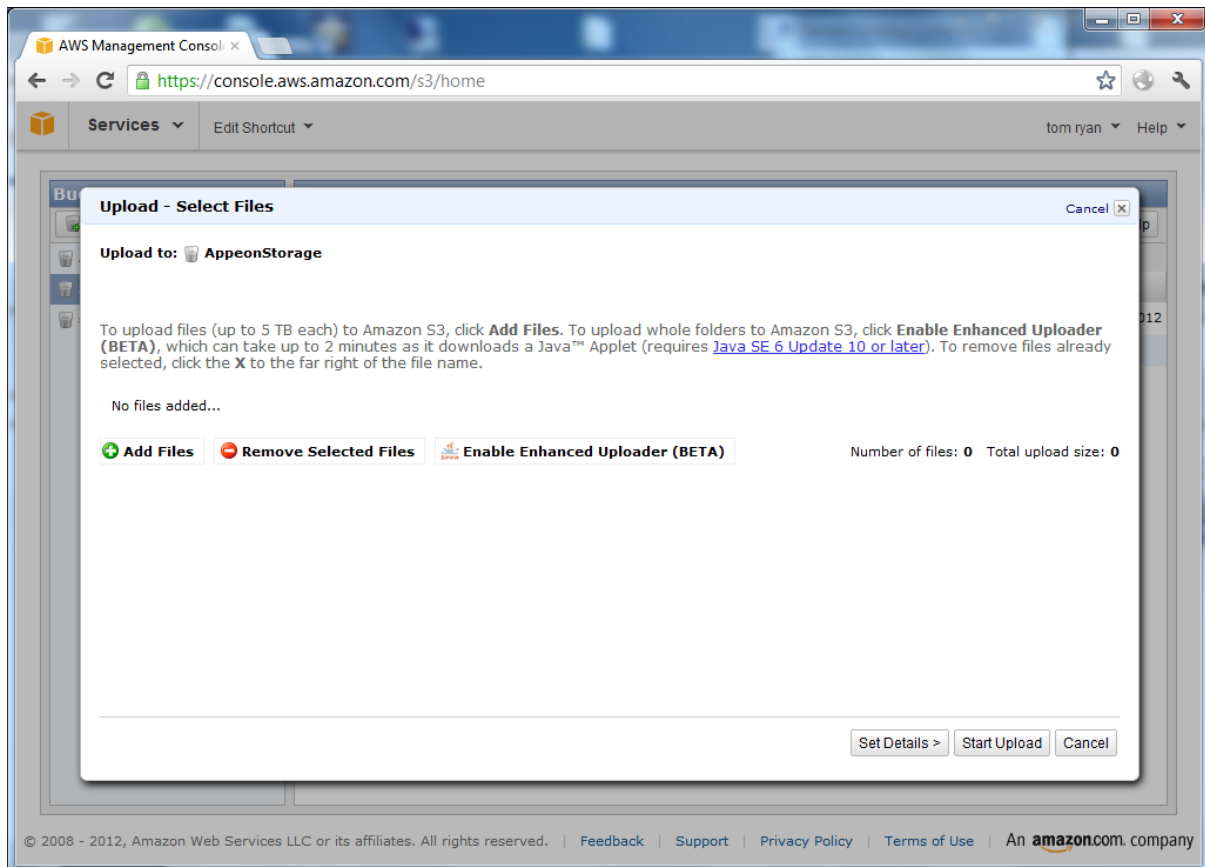 AWS Management Consol
https://console.aws.amazon.com/s3/home
Services Edit Shortcut tom ryan Help
Upload - Select Files Cancel
Upload to: AppeonStorage
To upload files (up to 5 TB each) to Amazon S3, click Add Files. To upload whole folders to Amazon S3, click Enable Enhanced Uploader
(BETA), which can take up to 2 minutes as it downloads a Java™ Applet (requires Java SE 6 Update 10 or later). To remove files already
selected, click the X to the far right of the file name.
No files added...
Add Files Remove Selected Files Enable Enhanced Uploader (BETA) Number of files: 0 Total upload size: 0
Set Details > Start Upload Cancel
© 2008 - 2012, Amazon Web Services LLC or its affiliates. All rights reserved. | Feedback | Support | Privacy Policy | Terms of Use | An amazon.com. company